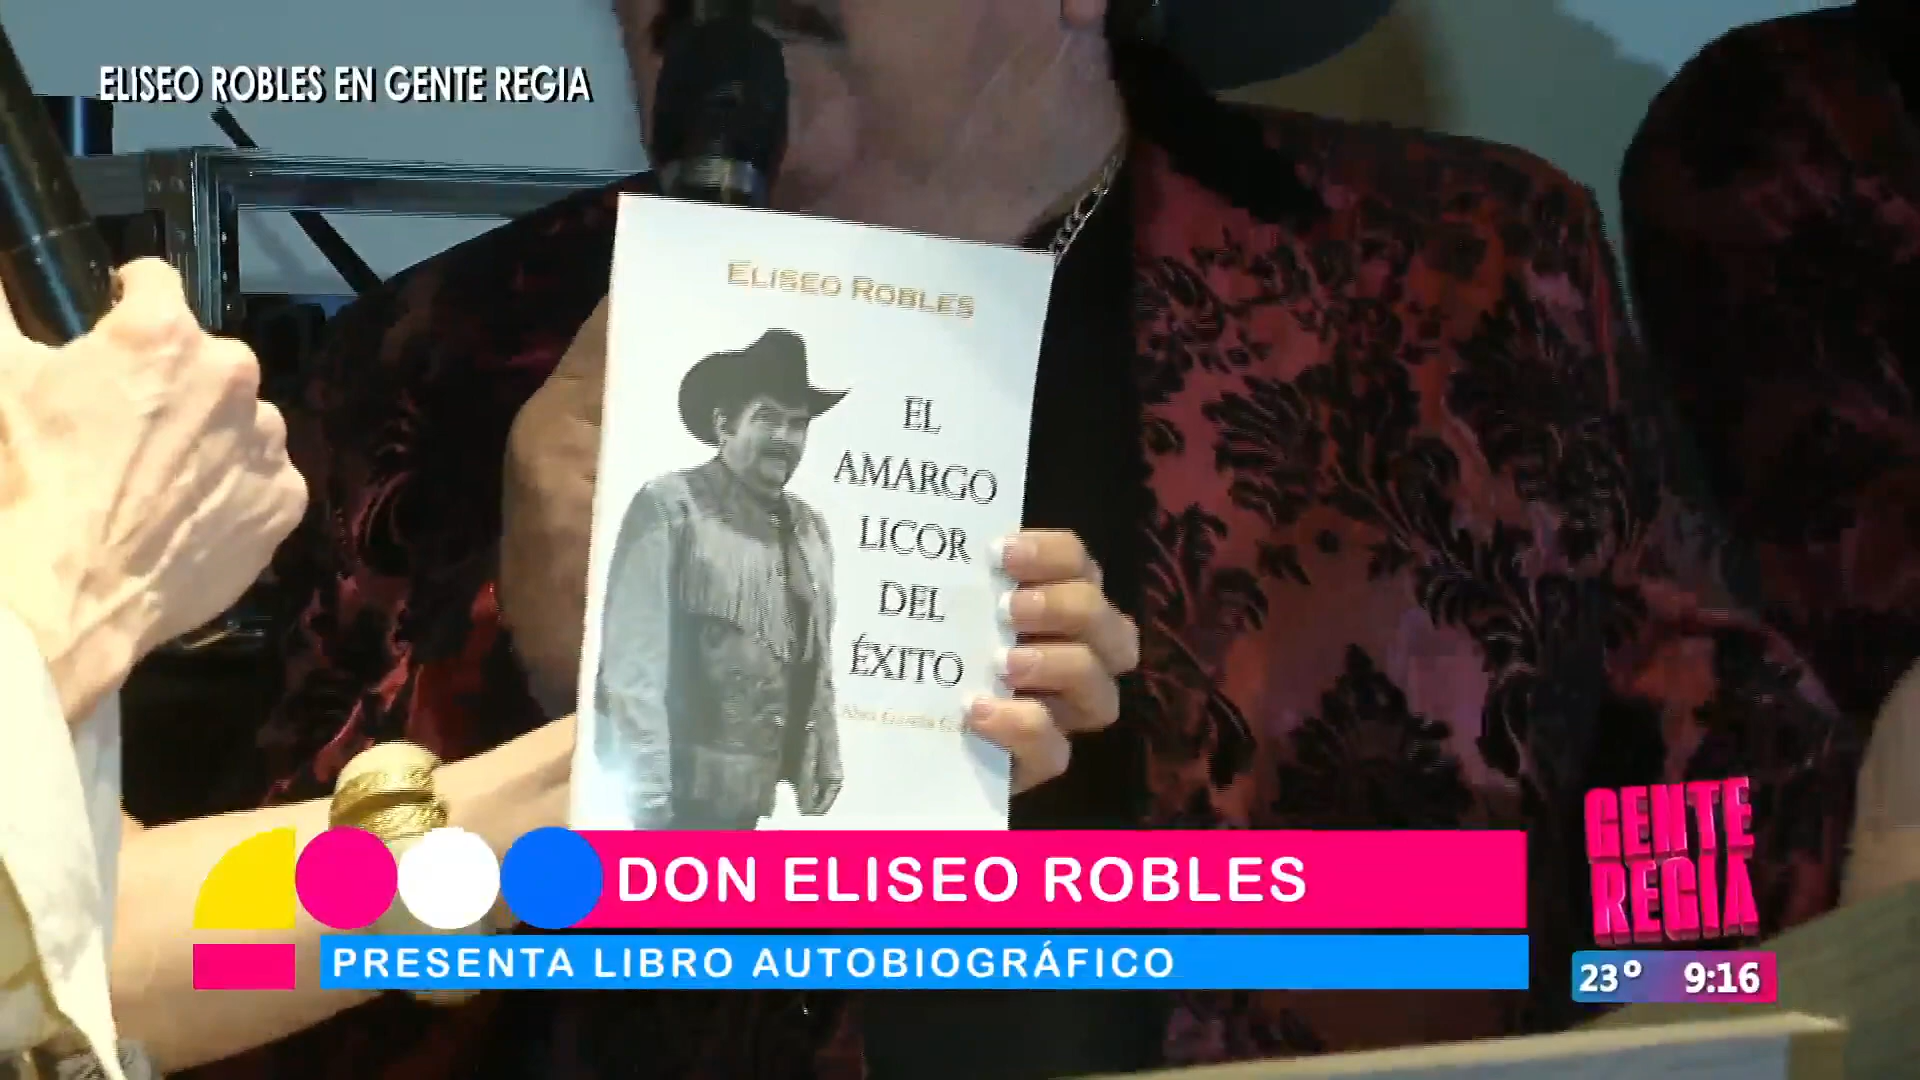 ELISEO ROBLES EN GENTE REGIA
ELISEO ROBLES
EL
AMARGO
LICOR
DEL
ÉXITO
DON ELISEO ROBLES
PRESENTA LIBRO AUTOBIOGRÁFICO
GENTE
REGIA
23° 9:16